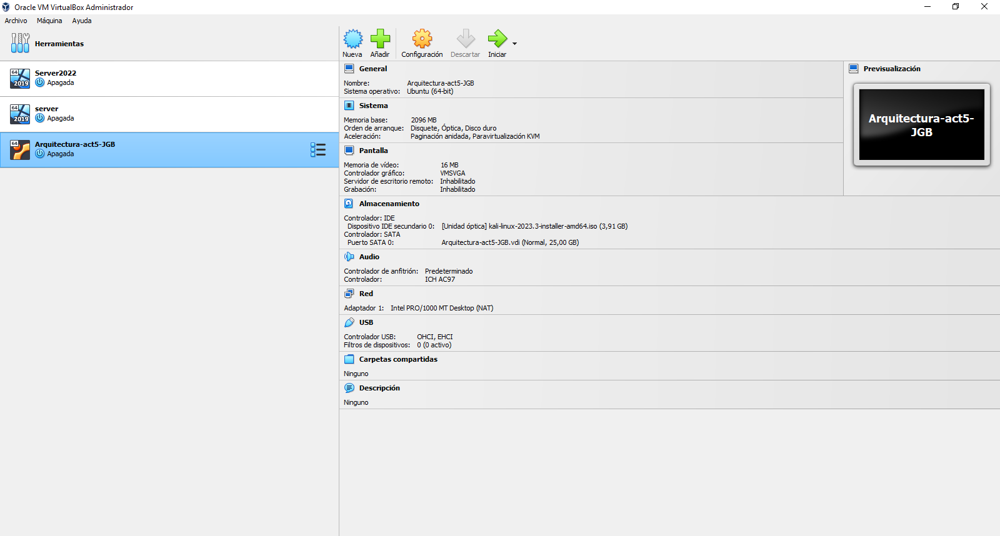 Oracle VM VirtualBox Administrador
Archivo Máquina Ayuda
Herramientas
Nueva Añadir Configuración Descartar Iniciar
64
2019
Server2022
Apagada
64
2019
server
Apagada
64
Arquitectura-act5-JGB
Apagada
General
Nombre: Arquitectura-act5-JGB
Sistema operativo: Ubuntu (64-bit)
Sistema
Memoria base: 2096 MB
Orden de arranque: Disquete, Óptica, Disco duro
Aceleración: Paginación anidada, Paravirtualización KVM
Pantalla
Memoria de vídeo: 16 MB
Controlador gráfico: VMSVGA
Servidor de escritorio remoto: Inhabilitado
Grabación: Inhabilitado
Almacenamiento
Controlador: IDE
Dispositivo IDE secundario 0: [Unidad óptica] kali-linux-2023.3-installer-amd64.iso (3,91 GB)
Controlador: SATA
Puerto SATA 0: Arquitectura-act5-JGB.vdi (Normal, 25,00 GB)
Audio
Controlador de anfitrión: Predeterminado
Controlador: ICH AC97
Red
Adaptador 1: Intel PRO/1000 MT Desktop (NAT)
USB
Controlador USB: OHCI, EHCI
Filtros de dispositivos: 0 (0 activo)
Carpetas compartidas
Ninguno
Descripción
Ninguno
Previsualización
Arquitectura-act5-
JGB